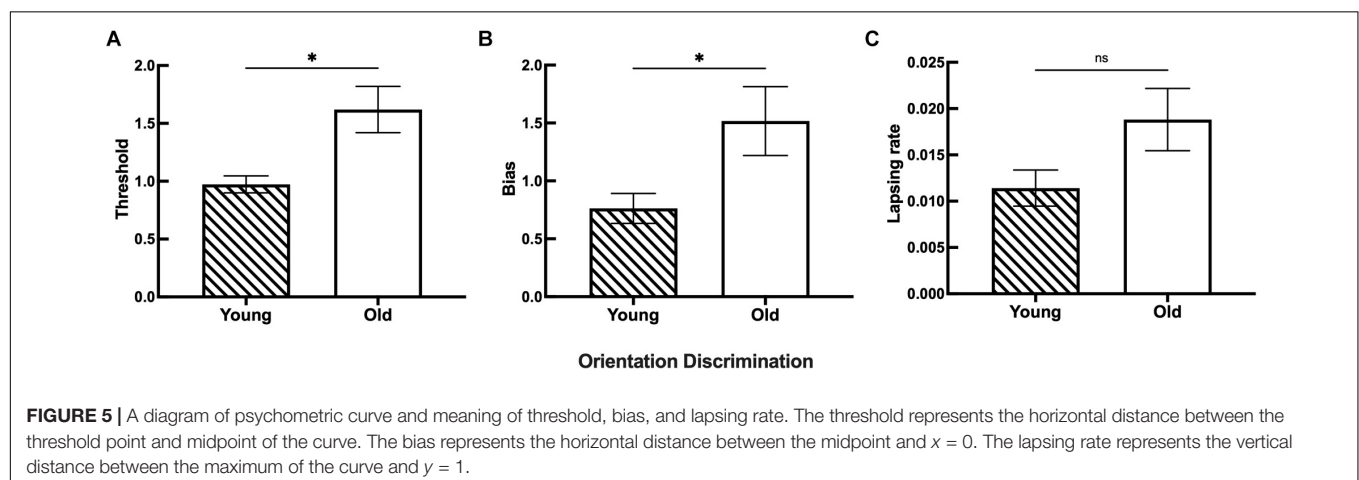 A
B
C
*
*
ns
2.0
1.5
1.0
0.5
0.0
Threshold
Young Old
2.0
1.5
1.0
0.5
0.0
Bias
Young Old
0.025
0.020
0.015
0.010
0.005
0.000
Lapsing rate
Young Old
Orientation Discrimination
FIGURE 5 | A diagram of psychometric curve and meaning of threshold, bias, and lapsing rate. The threshold represents the horizontal distance between the
threshold point and midpoint of the curve. The bias represents the horizontal distance between the midpoint and x = 0. The lapsing rate represents the vertical
distance between the maximum of the curve and y = 1.